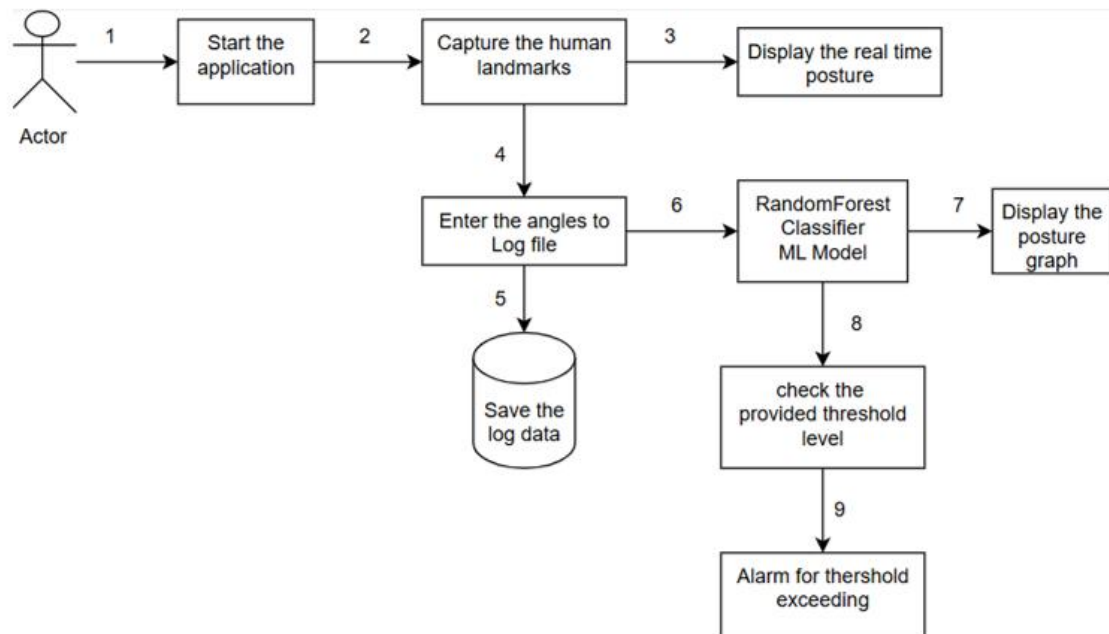 1
Start the
application
2
Capture the human
landmarks
3
Display the real time
posture
Actor
4
Enter the angles to
Log file
6
RandomForest
Classifier
ML Model
7
Display the
posture
graph
5
Save the
log data
8
check the
provided threshold
level
9
Alarm for thershold
exceeding